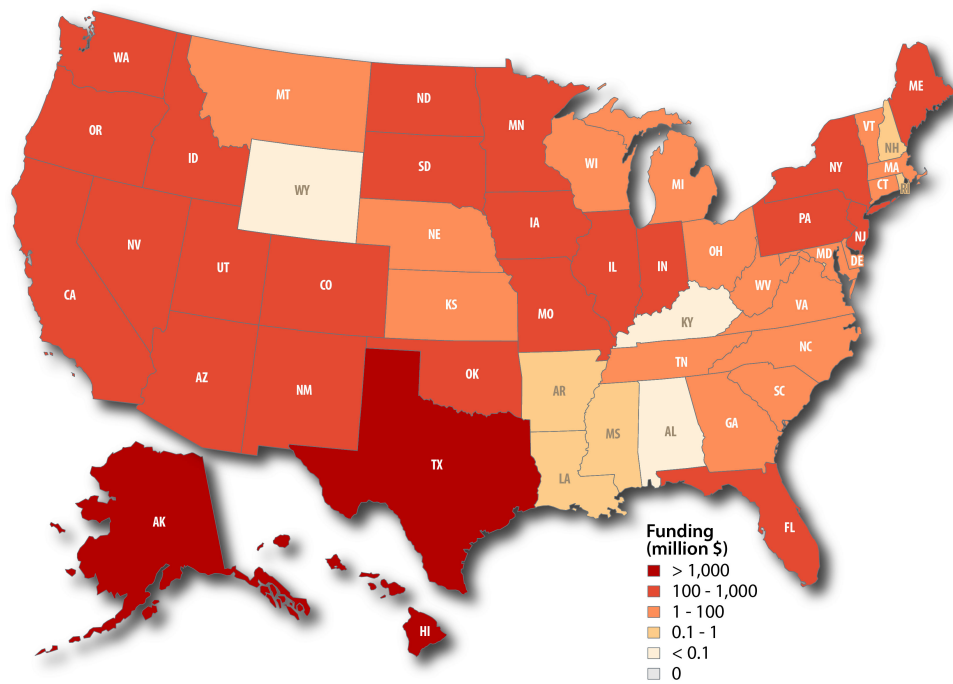 WA
MT
ND
ME
OR
MN
VT
NH
ID
SD
WI
NY
MA
WY
MI
CT
RI
IA
PA
NE
NJ
NV
OH
MD
DE
UT
IL
IN
CO
WV
CA
KS
VA
MO
KY
NC
TN
AZ
OK
NM
AR
SC
GA
MS
AL
TX
LA
AK
FL
HI
Funding
(million $)
> 1,000
100 - 1,000
1 - 100
0.1 - 1
< 0.1
0